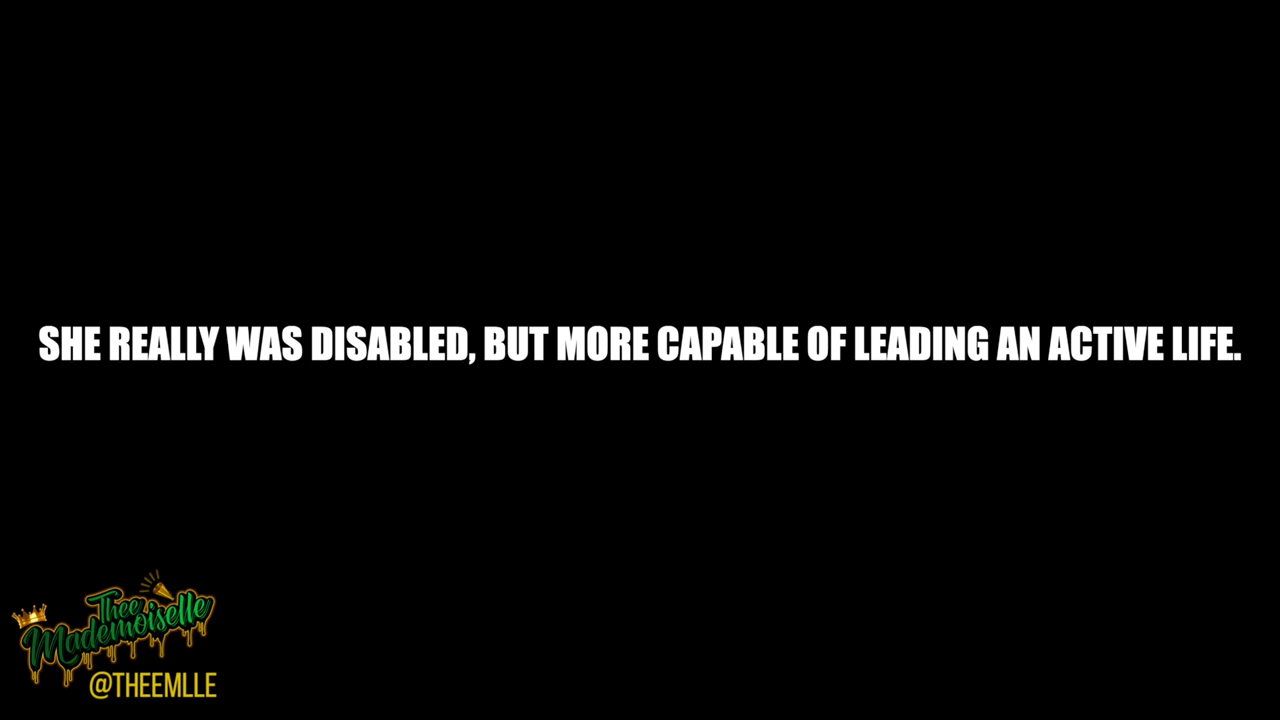 SHE REALLY WAS DISABLED, BUT MORE CAPABLE OF LEADING AN ACTIVE LIFE.
Thee
Mademoiselle
@THEEMLLE